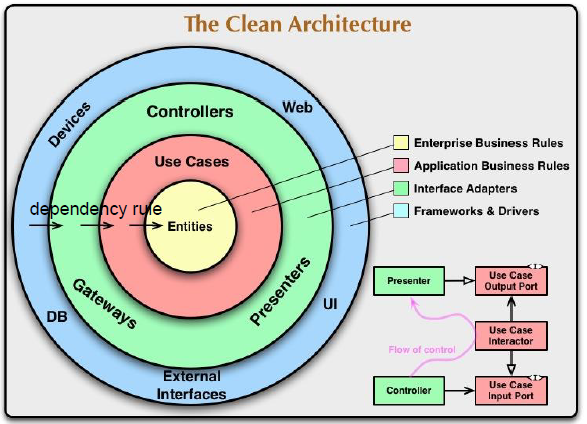 The Clean Architecture
Devices
Web
Controllers
Use Cases
Entities
dependency rule
Gateways
Presenters
DB
UI
External
Interfaces
Enterprise Business Rules
Application Business Rules
Interface Adapters
Frameworks & Drivers
Presenter
<I>
Use Case
Output Port
Flow of control
Use Case
Interactor
Controller
<I>
Use Case
Input Port